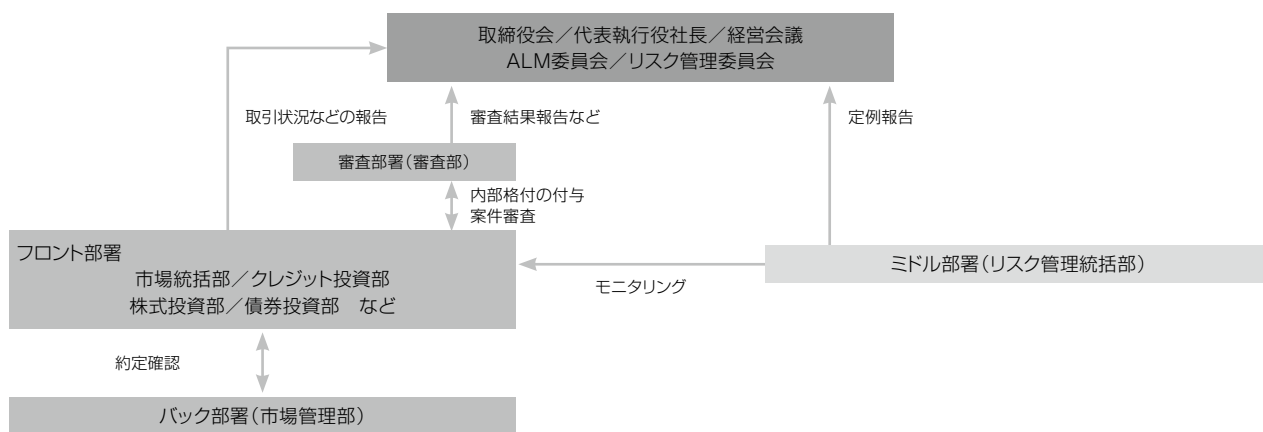 取締役会／代表執行役社長／経営会議
ALM委員会／リスク管理委員会
取引状況などの報告
審査結果報告など
定例報告
審査部署（審査部）
内部格付の付与
案件審査
フロント部署
市場統括部／クレジット投資部
株式投資部／債券投資部　など
ミドル部署（リスク管理統括部）
モニタリング
約定確認
バック部署（市場管理部）